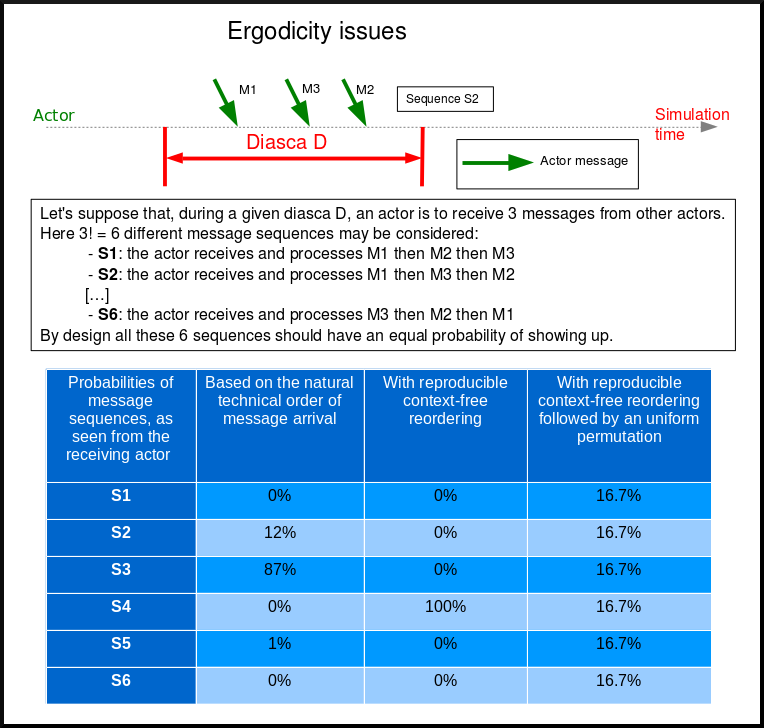 Ergodicity issues
M1
M3
M2
Sequence S2
Actor
Simulation
time
Diasca D
Actor message
Let's suppose that, during a given diasca D, an actor is to receive 3 messages from other actors.
Here 3! = 6 different message sequences may be considered:
- S1: the actor receives and processes M1 then M2 then M3
- S2: the actor receives and processes M1 then M3 then M2
[...]
- S6: the actor receives and processes M3 then M2 then M1
By design all these 6 sequences should have an equal probability of showing up.
Probabilities of
message
sequences, as
seen from the
receiving actor
Based on the natural
technical order of
message arrival
With reproducible
context-free
reordering
With reproducible
context-free reordering
followed by an uniform
permutation
S1 0% 0% 16.7%
S2 12% 0% 16.7%
S3 87% 0% 16.7%
S4 0% 100% 16.7%
S5 1% 0% 16.7%
S6 0% 0% 16.7%